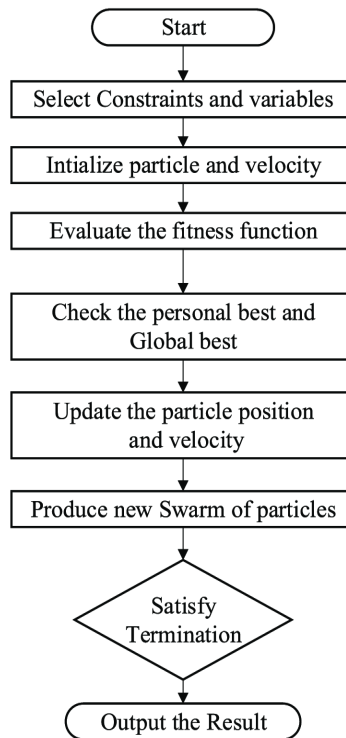 Start
Select Constraints and variables
Intialize particle and velocity
Evaluate the fitness function
Check the personal best and
Global best
Update the particle position
and velocity
Produce new Swarm of particles
Satisfy
Termination
Output the Result